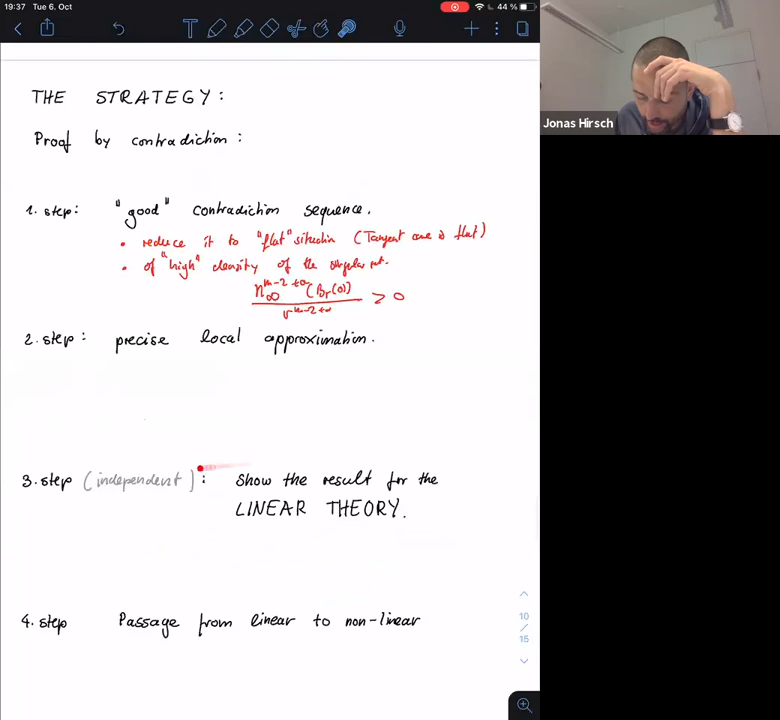 19:37 Tue 6. Oct
44 %
THE STRATEGY:
Jonas Hirsch
Proof by contradiction:
1. step: "good" contradiction sequence.
• reduce it to "flat" situation (Tangent cone is flat)
• of "high" density of the singular set.
> 0
2. step: precise local approximation.
3. step (independent): Show the result for the
LINEAR THEORY.
4. step Passage from linear to non-linear
10
/
15